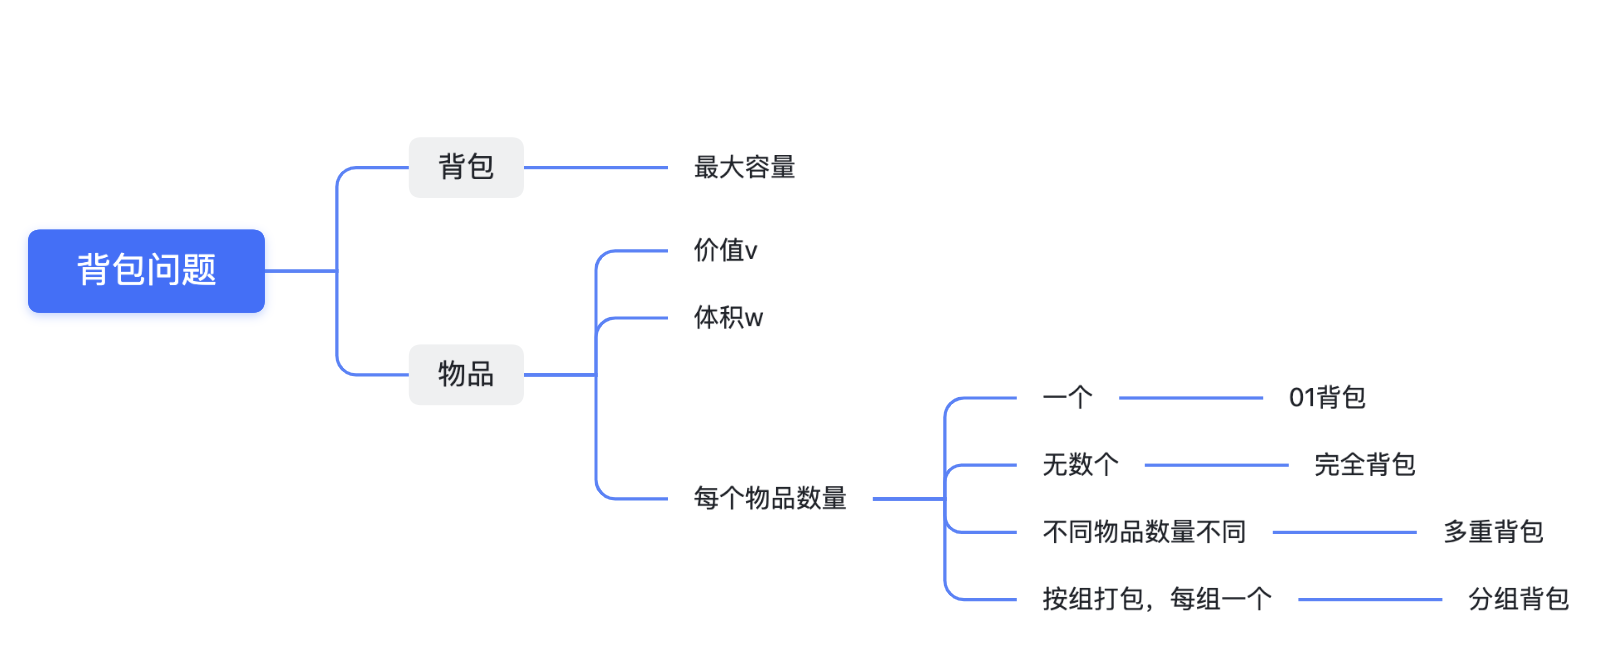 背包问题
背包
最大容量
物品
价值v
体积w
每个物品数量
一个
01背包
无数个
完全背包
不同物品数量不同
多重背包
按组打包，每组一个
分组背包